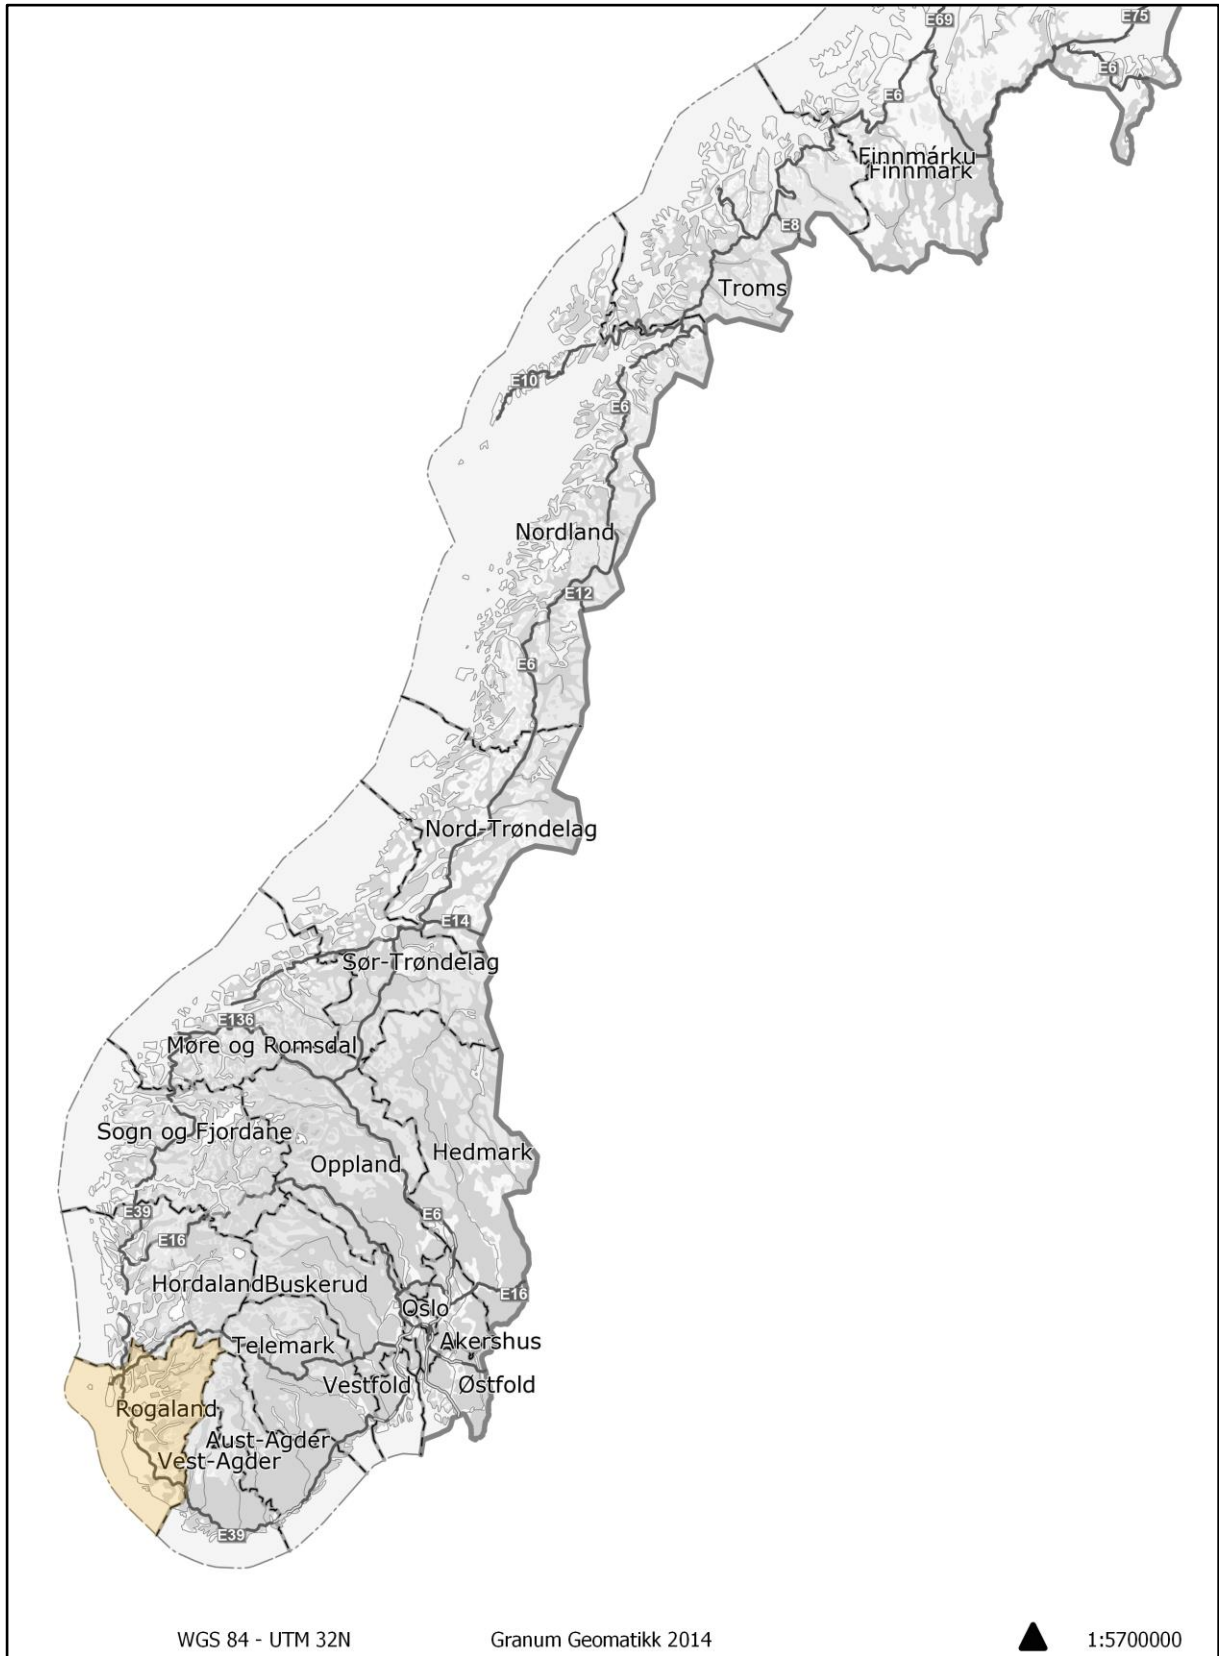 E69
E75
E6
E6
Finnmárku
Finnmark
E8
Troms
E10
E6
Nordland
E12
E6
Nord-Trøndelag
E14
Sør-Trøndelag
E136
Møre og Romsdal
Sogn og Fjordane
Hedmark
Oppland
E39
E6
E16
Hordaland
Buskerud
E16
Oslo
Telemark
Akershus
Vestfold
Østfold
Rogaland
Aust-Agder
Vest-Agder
E39
WGS 84 - UTM 32N
Granum Geomatikk 2014
1:5700000